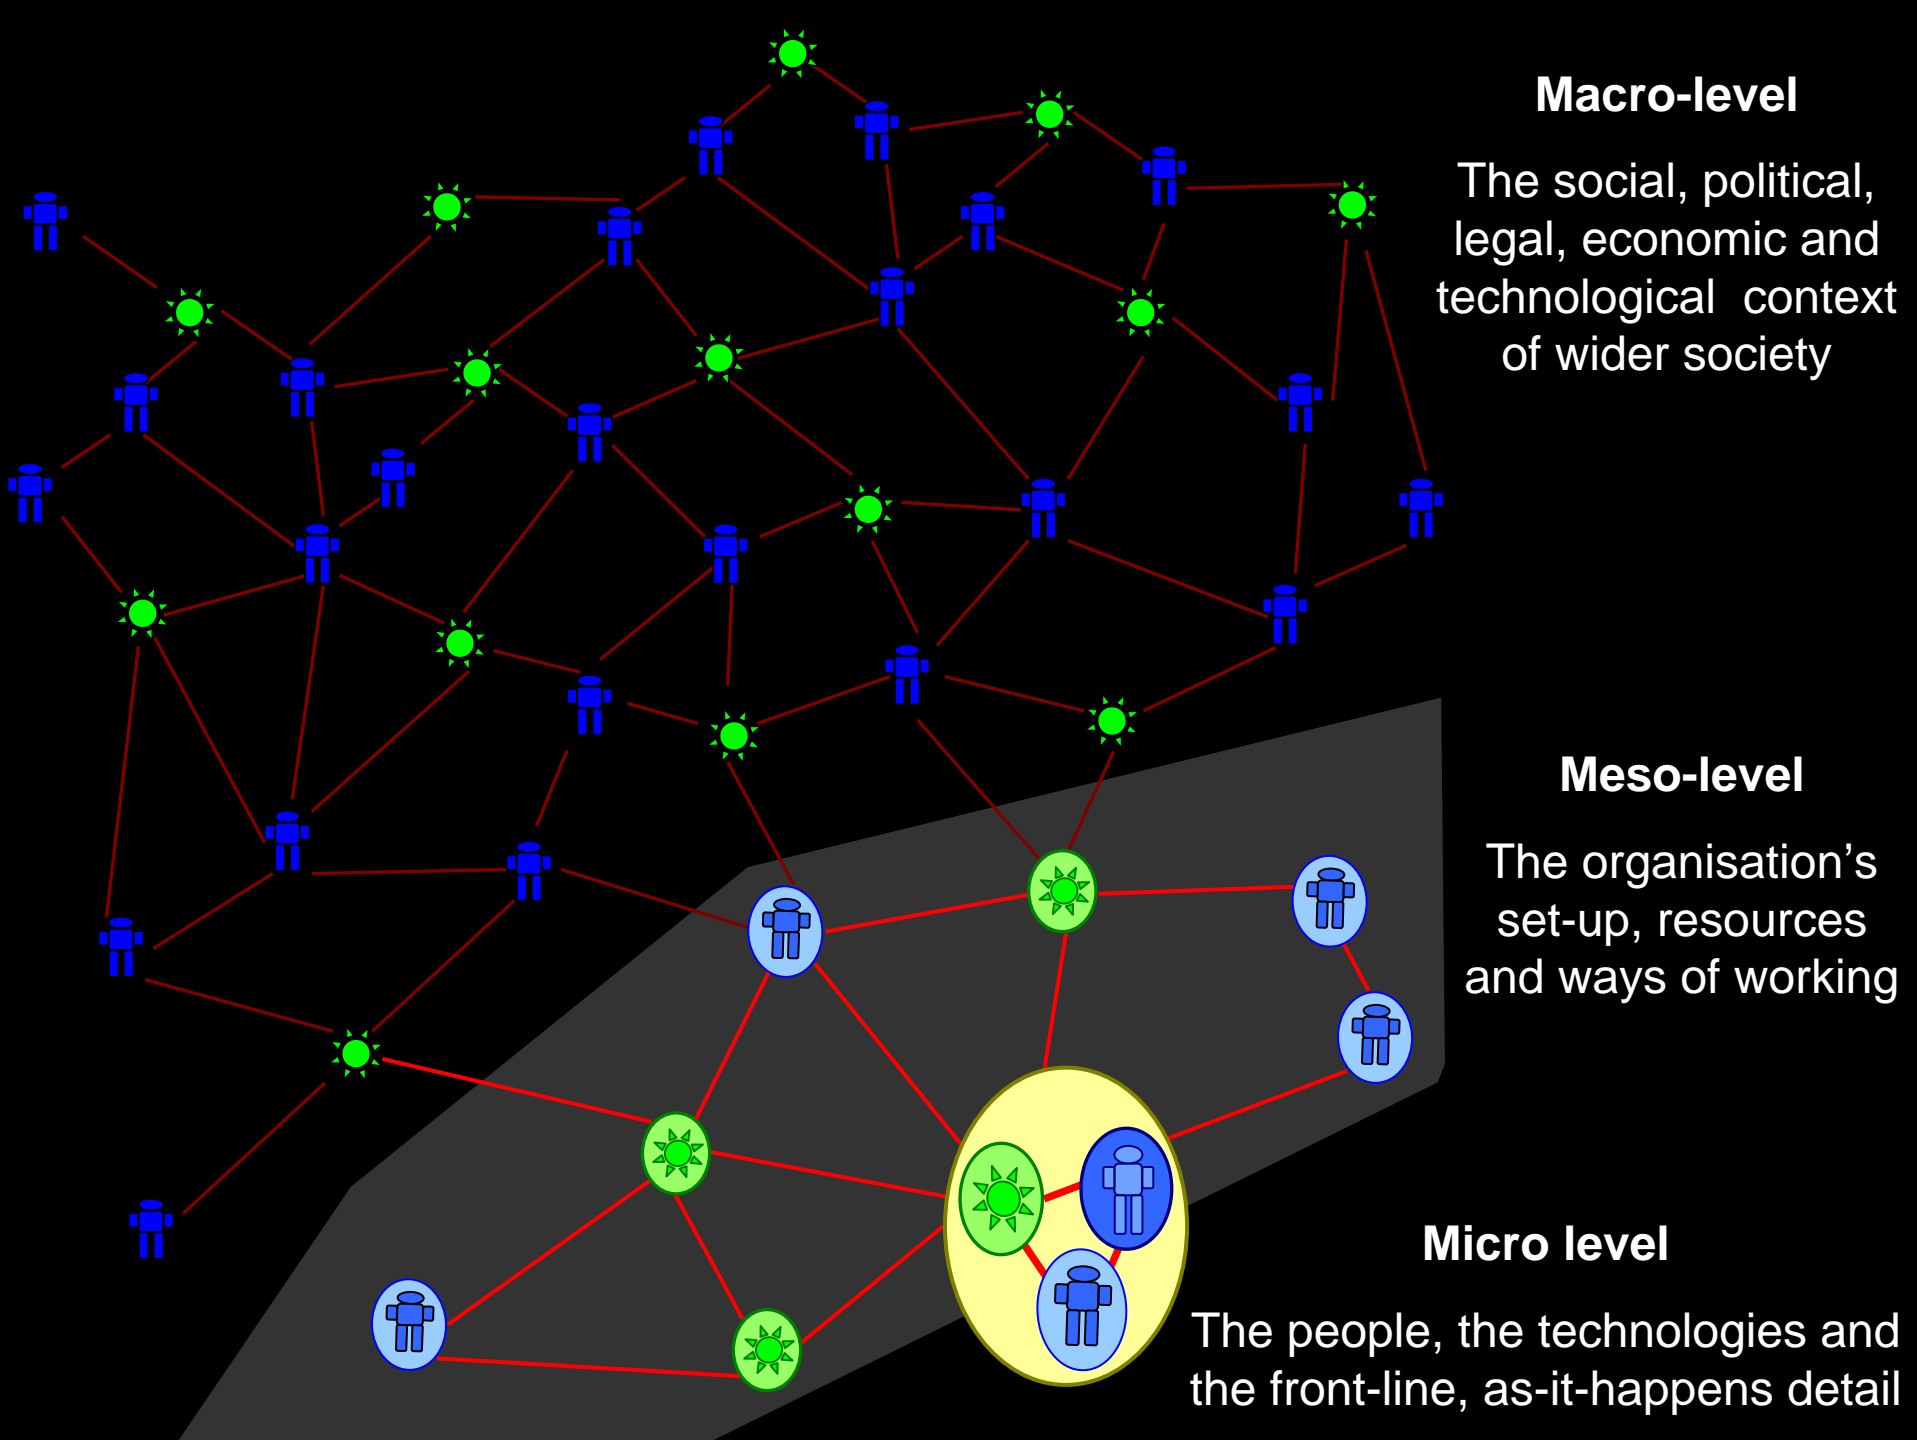 Macro-level
The social, political,
legal, economic and
technological  context
of wider society
Meso-level
The organisation’s
set-up, resources
and ways of working
Micro level
The people, the technologies and
the front-line, as-it-happens detail